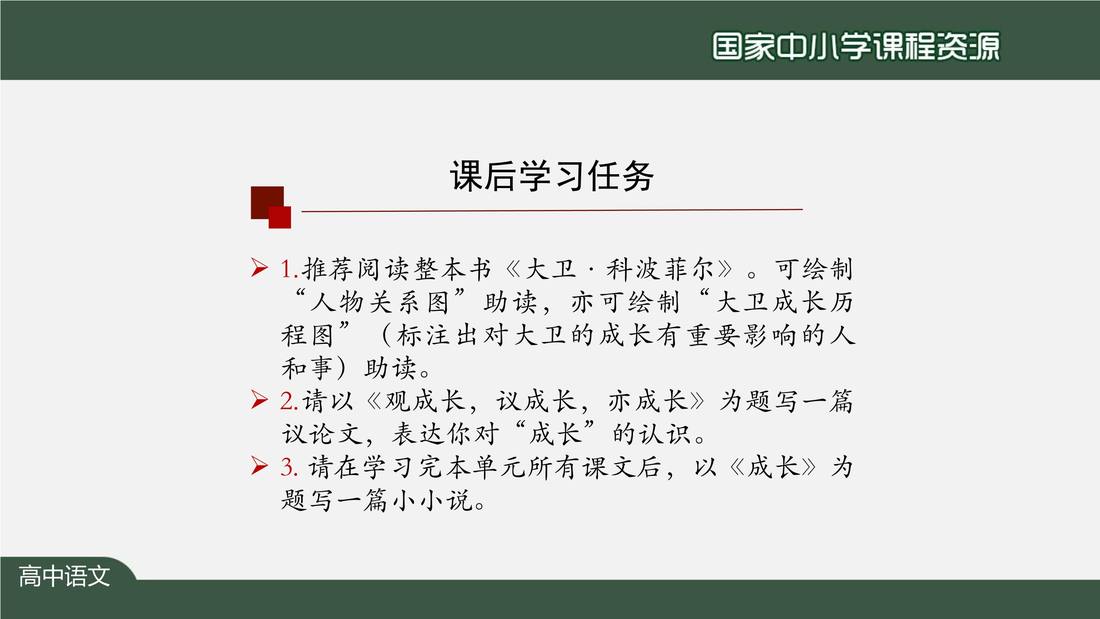 国家中小学课程资源
课后学习任务
1.推荐阅读整本书《大卫·科波菲尔》。可绘制
“人物关系图”助读，亦可绘制“大卫成长历
程图”（标注出对大卫的成长有重要影响的人
和事）助读。
2.请以《观成长，议成长，亦成长》为题写一篇
议论文，表达你对“成长”的认识。
3. 请在学习完本单元所有课文后，以《成长》为
题写一篇小小说。
高中语文